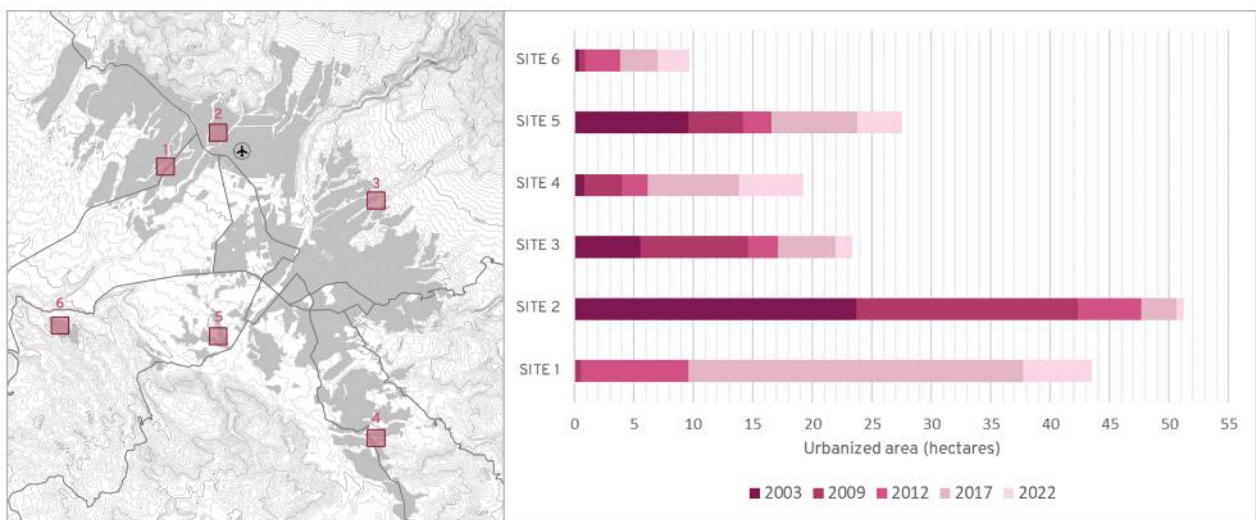 2
1
3
6
5
4
SITE 6
SITE 5
SITE 4
SITE 3
SITE 2
SITE 1
0 5 10 15 20 25 30 35 40 45 50 55
Urbanized area (hectares)
2003 2009 2012 2017 2022